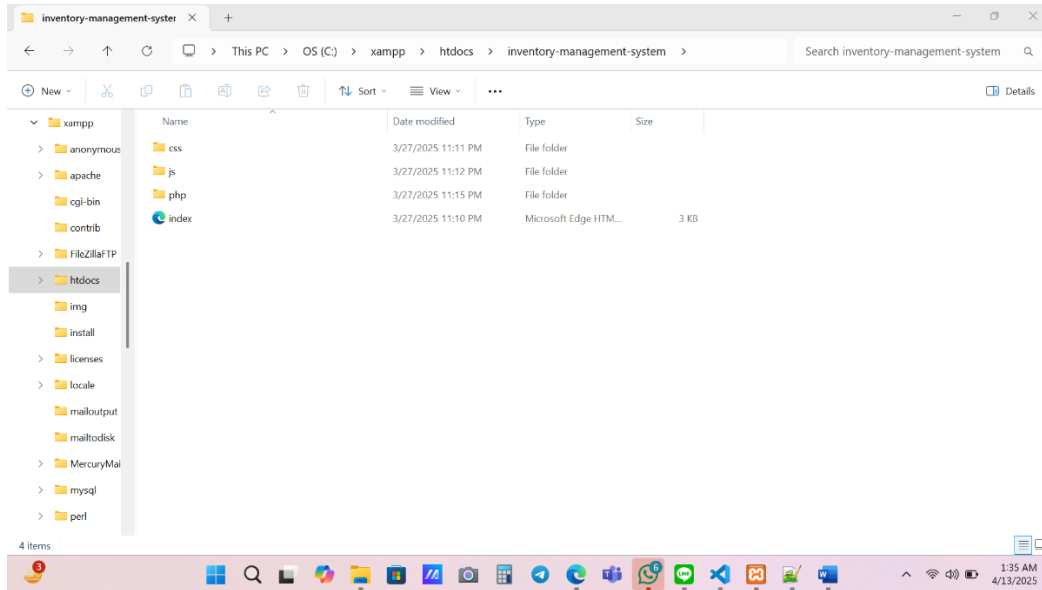 inventory-management-syster
This PC > OS (C:) > xampp > htdocs > inventory-management-system >
Search inventory-management-system
New
Sort
View
Details
xampp
anonymous
apache
cgi-bin
contrib
FileZillaFTP
htdocs
img
install
licenses
locale
mailoutput
mailtodisk
MercuryMai
mysql
perl
Name Date modified Type Size
css 3/27/2025 11:11 PM File folder
js 3/27/2025 11:12 PM File folder
php 3/27/2025 11:15 PM File folder
index 3/27/2025 11:10 PM Microsoft Edge HTM... 3 KB
4 items
3
6
LINE
1:35 AM
4/13/2025